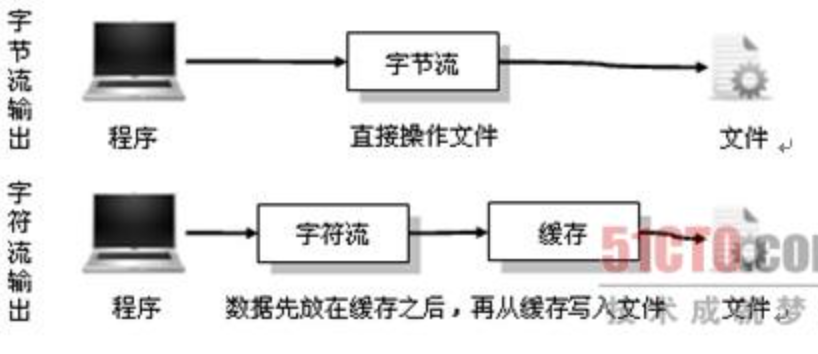 字节流输出
字节流
程序
直接操作文件
文件
字符流输出
字符流
缓存
程序
数据先放在缓存之后，再从缓存写入文件
文件
51CTO.com
技术成就梦